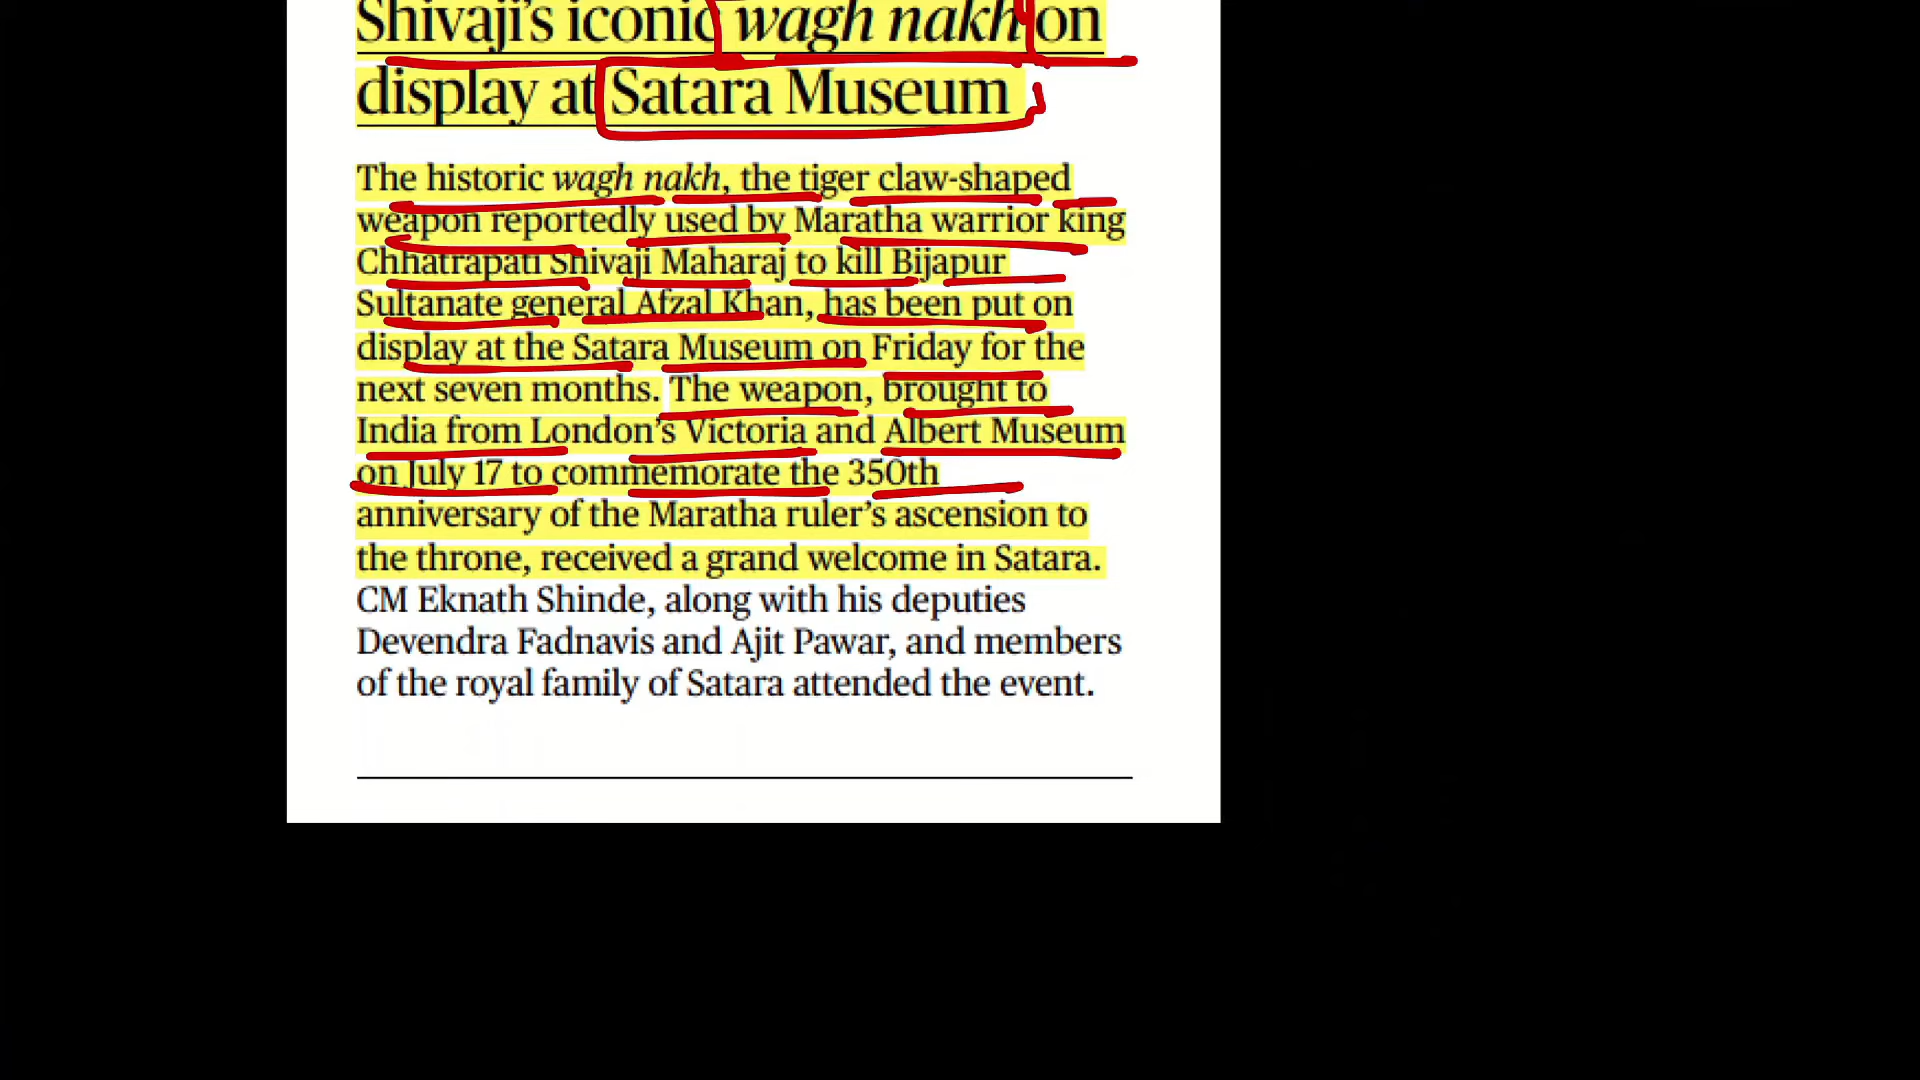 Shivaji's iconic wagh nakh on
display at Satara Museum
The historic wagh nakh, the tiger claw-shaped
weapon reportedly used by Maratha warrior king
Chhatrapati Shivaji Maharaj to kill Bijapur
Sultanate general Afzal Khan, has been put on
display at the Satara Museum on Friday for the
next seven months. The weapon, brought to
India from London's Victoria and Albert Museum
on July 17 to commemorate the 350th
anniversary of the Maratha ruler's ascension to
the throne, received a grand welcome in Satara.
CM Eknath Shinde, along with his deputies
Devendra Fadnavis and Ajit Pawar, and members
of the royal family of Satara attended the event.